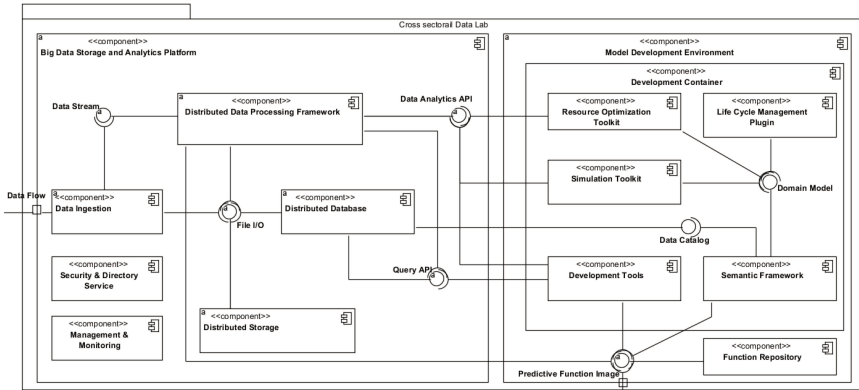 Cross sectorail Data Lab
a
<<component>>
Big Data Storage and Analytics Platform
a
<<component>>
Model Development Environment
<<component>>
Development Container
Data Stream
a
a
<<component>>
Distributed Data Processing Framework
Data Analytics API
a
<<component>>
Resource Optimization
Toolkit
<<component>>
Life Cycle Management
Plugin
<<component>>
Simulation Toolkit
Domain Model
Data Flow
a
<<component>>
Data Ingestion
a
File I/O
<<component>>
Distributed Database
Data Catalog
<<component>>
Security & Directory
Service
Query API
a
<<component>>
Development Tools
<<component>>
Semantic Framework
<<component>>
Management &
Monitoring
a
<<component>>
Distributed Storage
a
Predictive Function Image
<<component>>
Function Repository